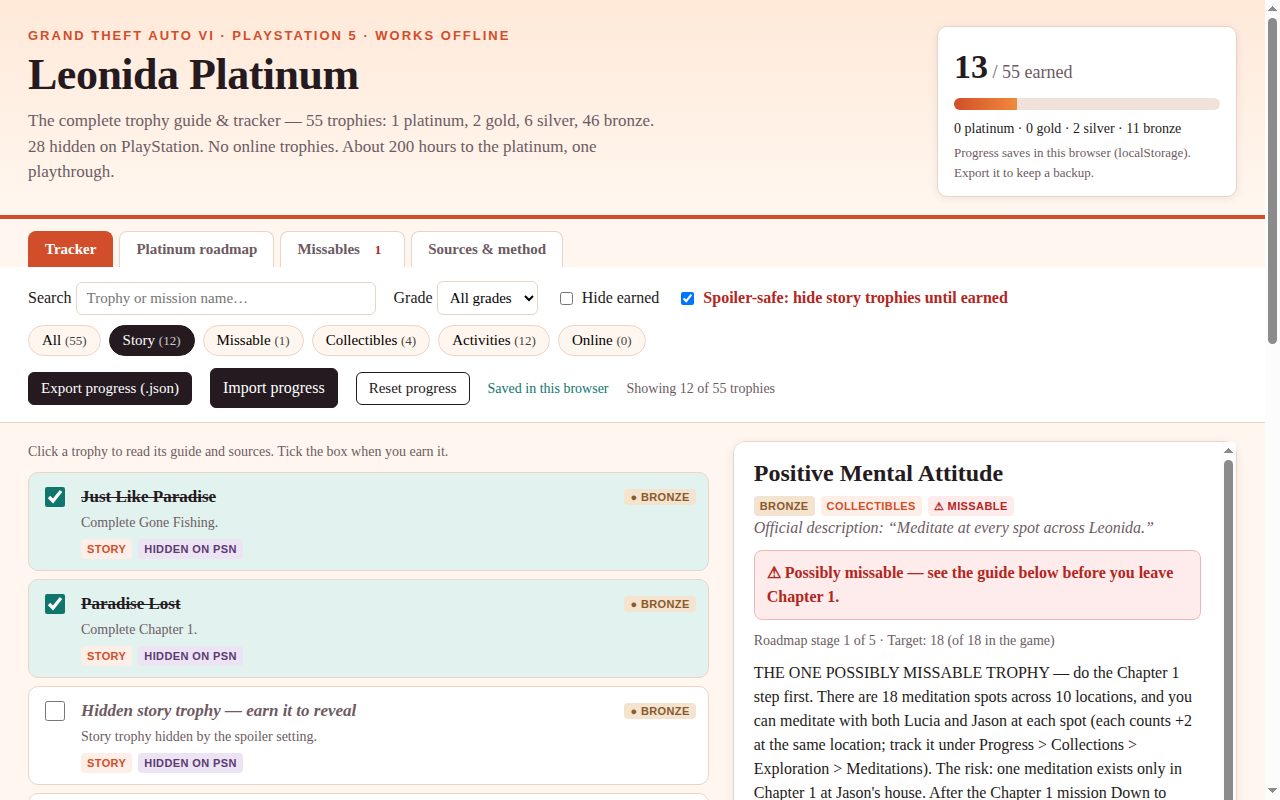 GRAND THEFT AUTO VI · PLAYSTATION 5 · WORKS OFFLINE
Leonida Platinum
The complete trophy guide & tracker — 55 trophies: 1 platinum, 2 gold, 6 silver, 46 bronze.
28 hidden on PlayStation. No online trophies. About 200 hours to the platinum, one
playthrough.
13 / 55 earned
0 platinum · 0 gold · 2 silver · 11 bronze
Progress saves in this browser (localStorage).
Export it to keep a backup.
Tracker
Platinum roadmap
Missables 1
Sources & method
Search Trophy or mission name…
Grade All grades
Hide earned
Spoiler-safe: hide story trophies until earned
All (55)
Story (12)
Missable (1)
Collectibles (4)
Activities (12)
Online (0)
Export progress (.json)
Import progress
Reset progress
Saved in this browser
Showing 12 of 55 trophies
Click a trophy to read its guide and sources. Tick the box when you earn it.
Just Like Paradise
● BRONZE
Complete Gone Fishing.
STORY
HIDDEN ON PSN
Paradise Lost
● BRONZE
Complete Chapter 1.
STORY
HIDDEN ON PSN
Hidden story trophy — earn it to reveal
● BRONZE
Story trophy hidden by the spoiler setting.
STORY
HIDDEN ON PSN
Positive Mental Attitude
BRONZE
COLLECTIBLES
⚠ MISSABLE
Official description: “Meditate at every spot across Leonida.”
⚠ Possibly missable — see the guide below before you leave
Chapter 1.
Roadmap stage 1 of 5 · Target: 18 (of 18 in the game)
THE ONE POSSIBLY MISSABLE TROPHY — do the Chapter 1
step first. There are 18 meditation spots across 10 locations, and you
can meditate with both Lucia and Jason at each spot (each counts +2
at the same location; track it under Progress > Collections >
Exploration > Meditations). The risk: one meditation exists only in
Chapter 1 at Jason's house. After the Chapter 1 mission Down to